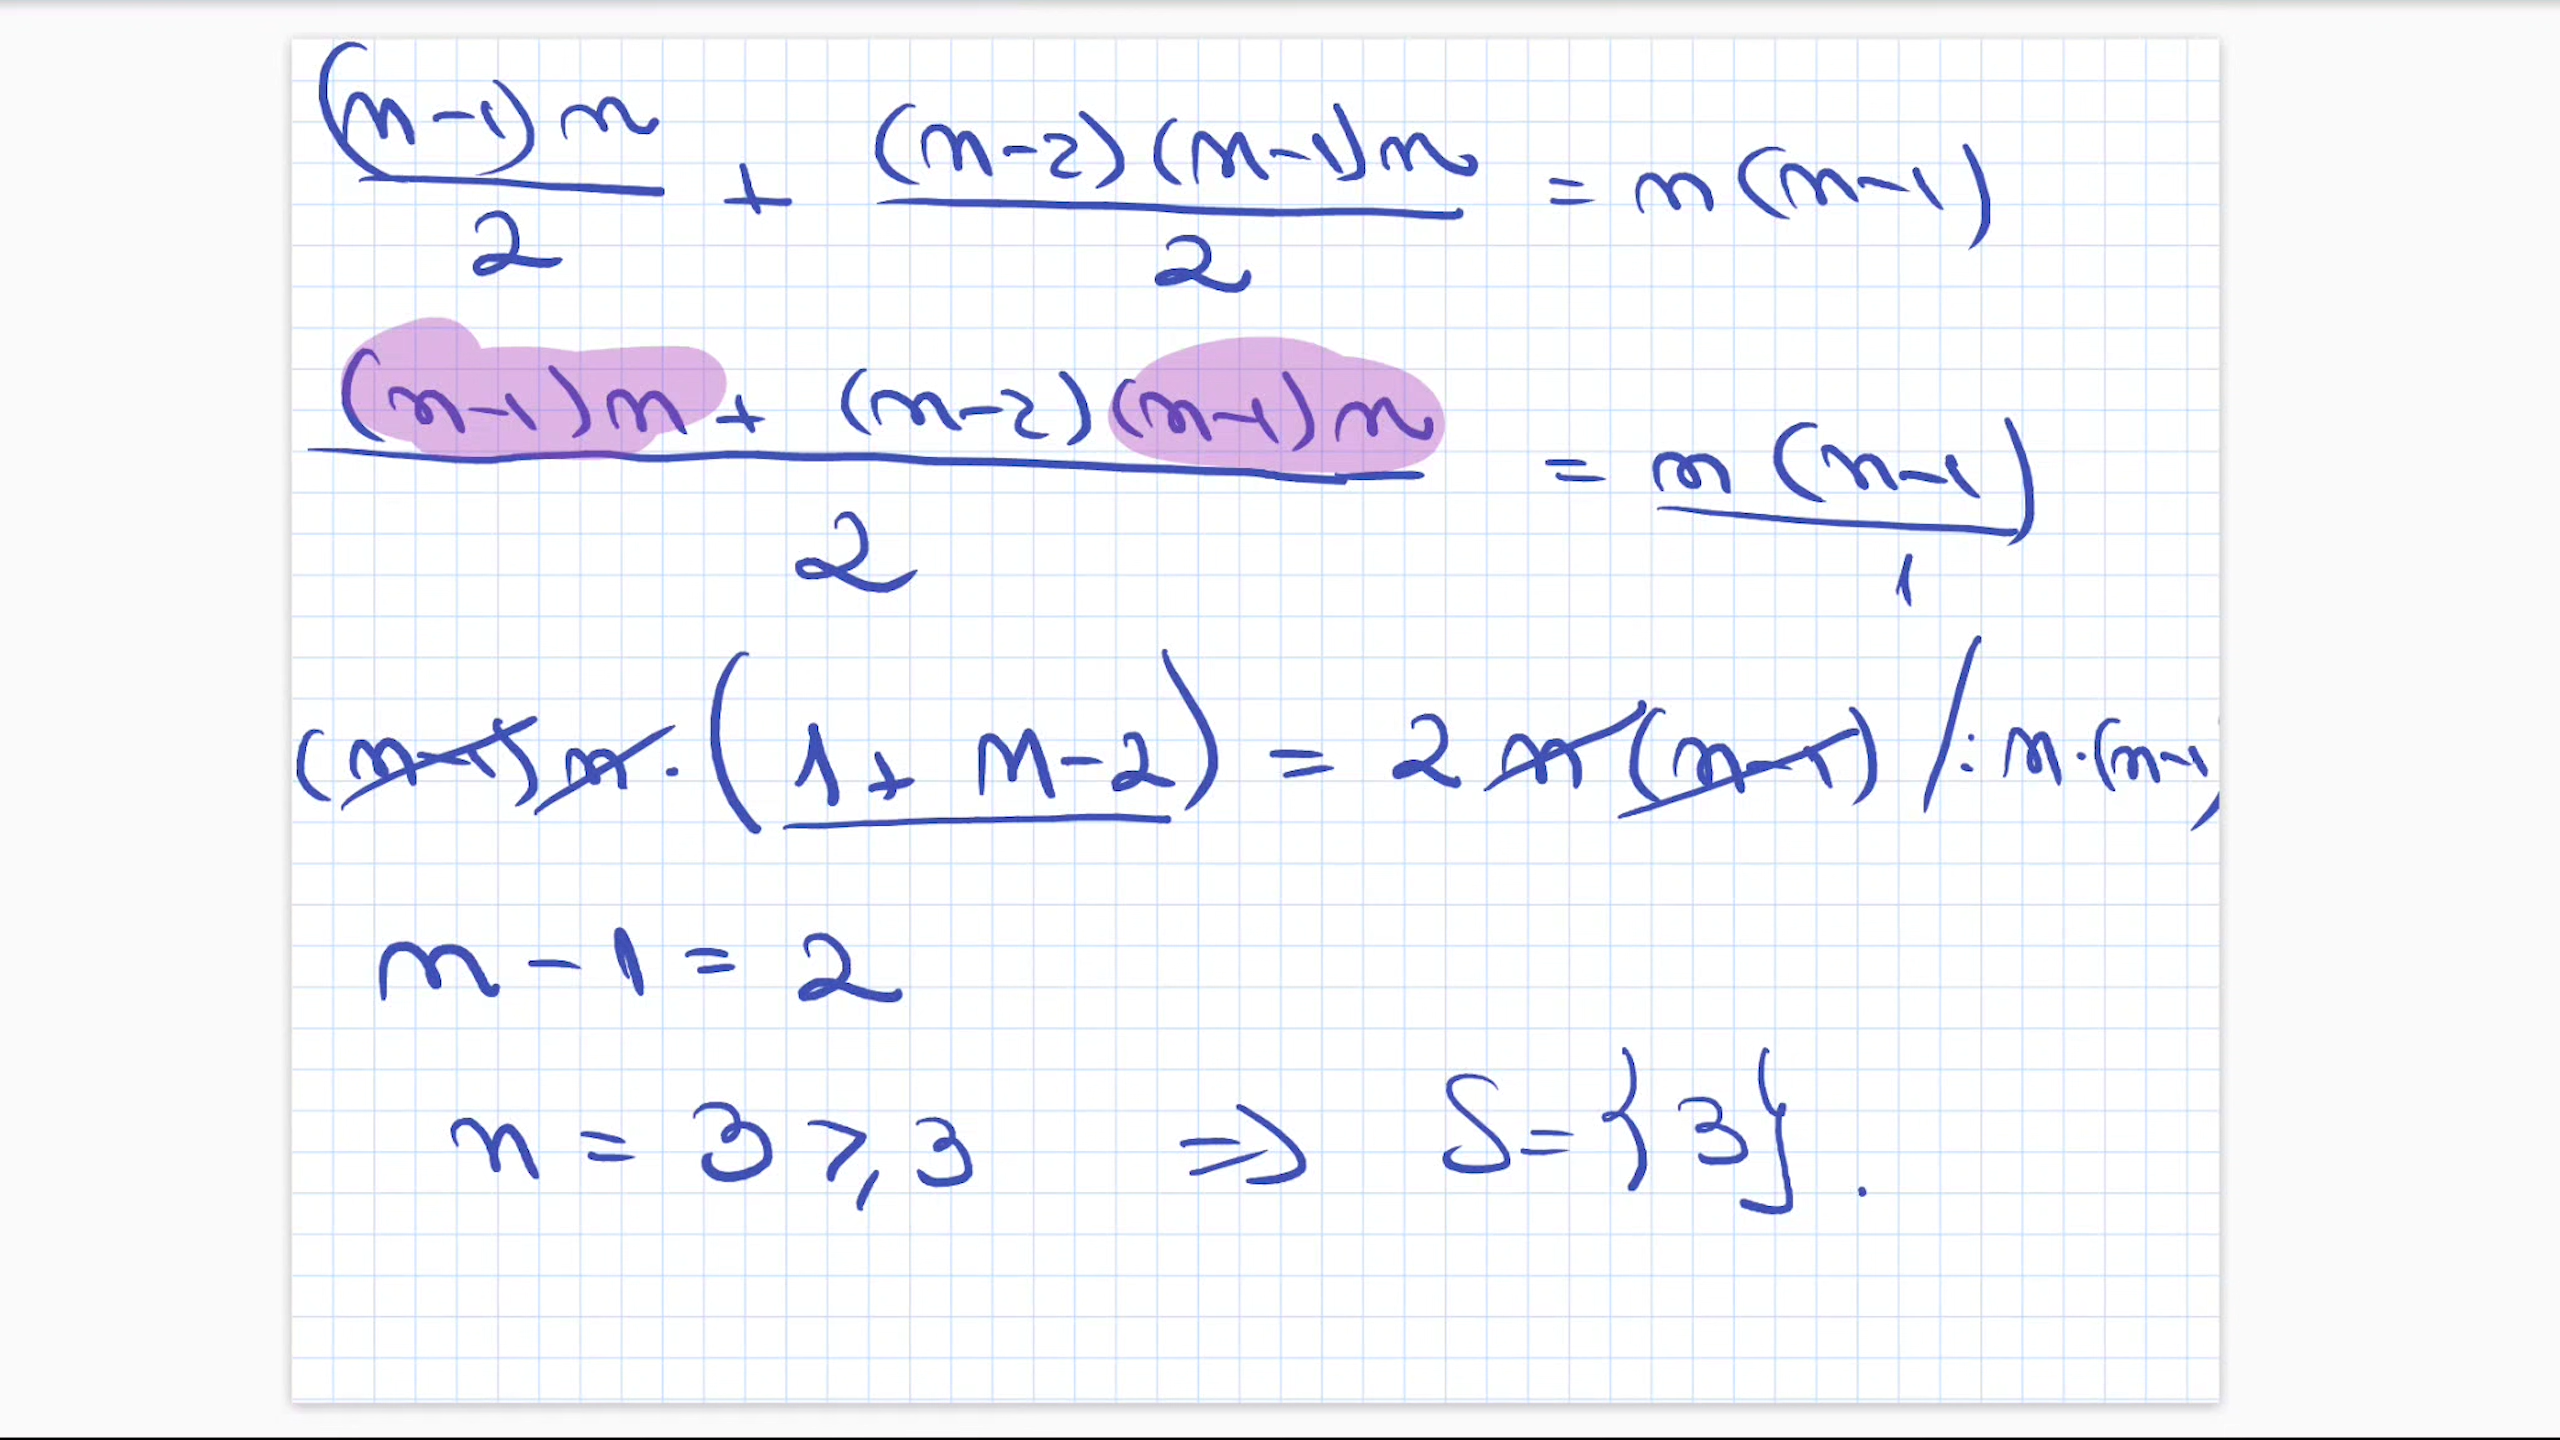 (n-1)n/2 + (n-2)(n-1)n/2 = n(n-1)
(n-1)n + (n-2)(n-1)n/2 = n(n-1)/1
(n-1)n·(1+n-2) = 2n(n-1) /:n·(n-1)
n-1=2
n=3⩾3 ⇒ S={3}.